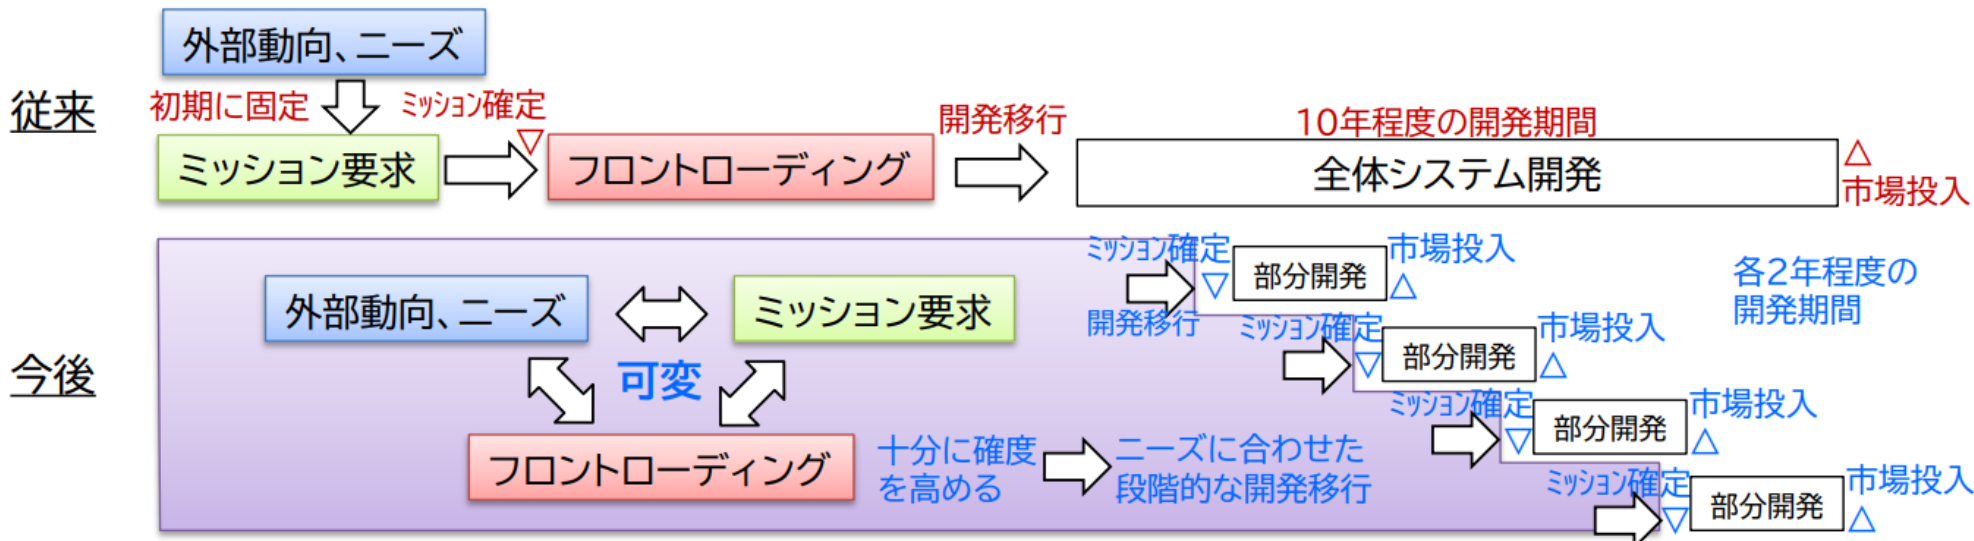 外部動向、ニーズ
従来
初期に固定
ミッション確定
▽
ミッション要求
フロントローディング
開発移行
10年程度の開発期間
全体システム開発
△
市場投入
今後
外部動向、ニーズ
ミッション要求
可変
フロントローディング
十分に確度
を高める
ニーズに合わせた
段階的な開発移行
ミッション確定
▽
開発移行
部分開発
市場投入
△
各2年程度の
開発期間
ミッション確定
▽
部分開発
市場投入
△
ミッション確定
▽
部分開発
市場投入
△
ミッション確定
▽
部分開発
市場投入
△